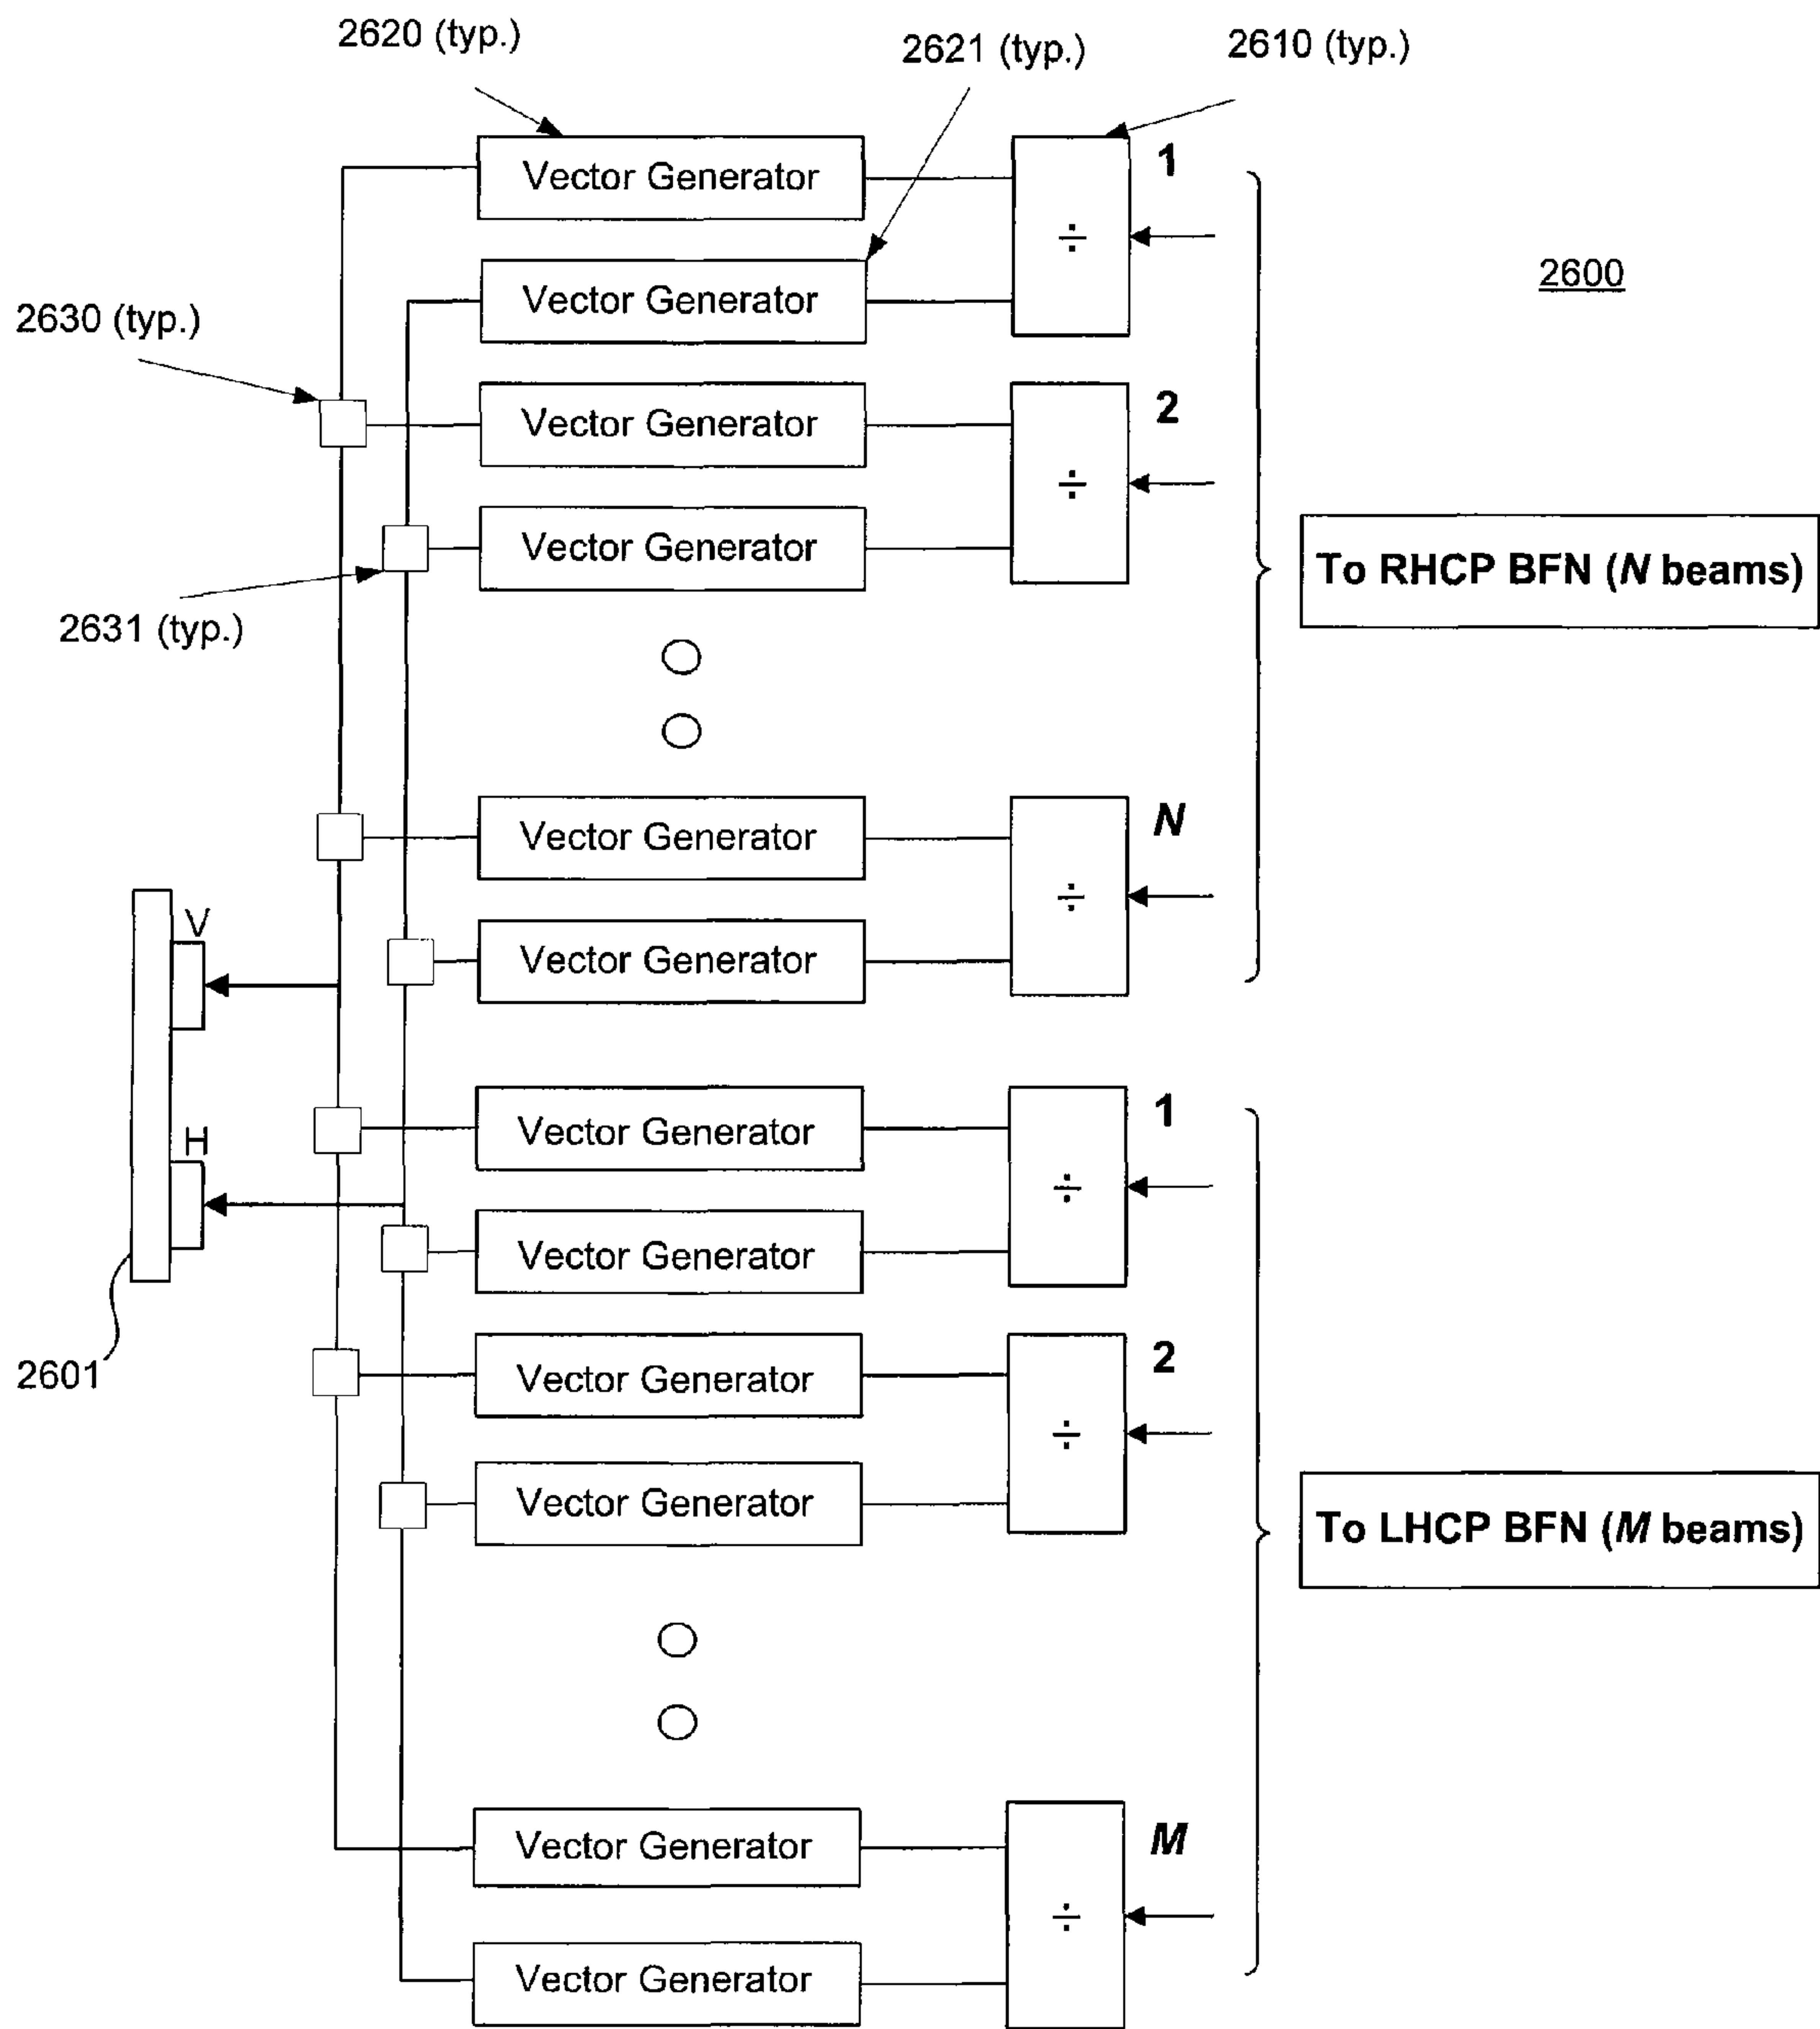 2620 (typ.)
2621 (typ.)
2610 (typ.)
Vector Generator
1
÷
Vector Generator
2600
2630 (typ.)
Vector Generator
2
÷
Vector Generator
To RHCP BFN (N beams)
2631 (typ.)
Vector Generator
N
÷
V
Vector Generator
Vector Generator
1
H
÷
Vector Generator
2601
Vector Generator
2
÷
Vector Generator
To LHCP BFN (M beams)
Vector Generator
M
÷
Vector Generator